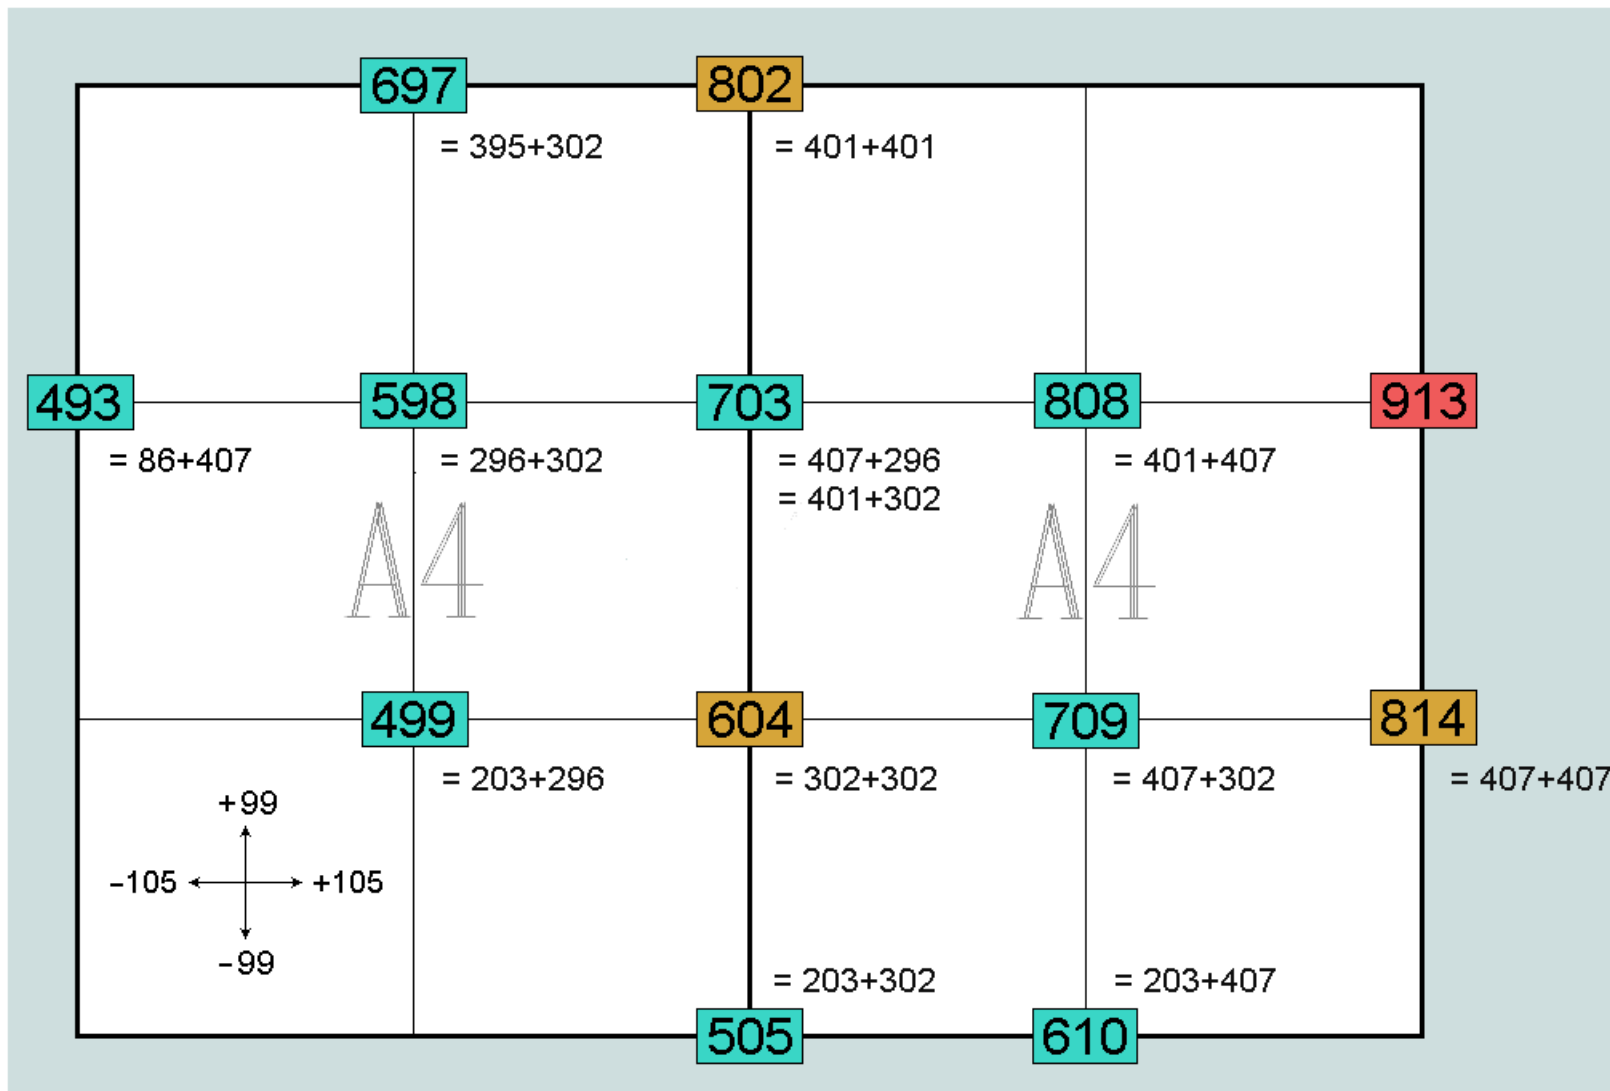 697 802
= 395+302 = 401+401
493 598 703 808 913
= 86+407 = 296+302 = 407+296 = 401+407
= 401+302
A4 A4
499 604 709 814
= 203+296 = 302+302 = 407+302 = 407+407
+99
-105 +105
-99
= 203+302 = 203+407
505 610